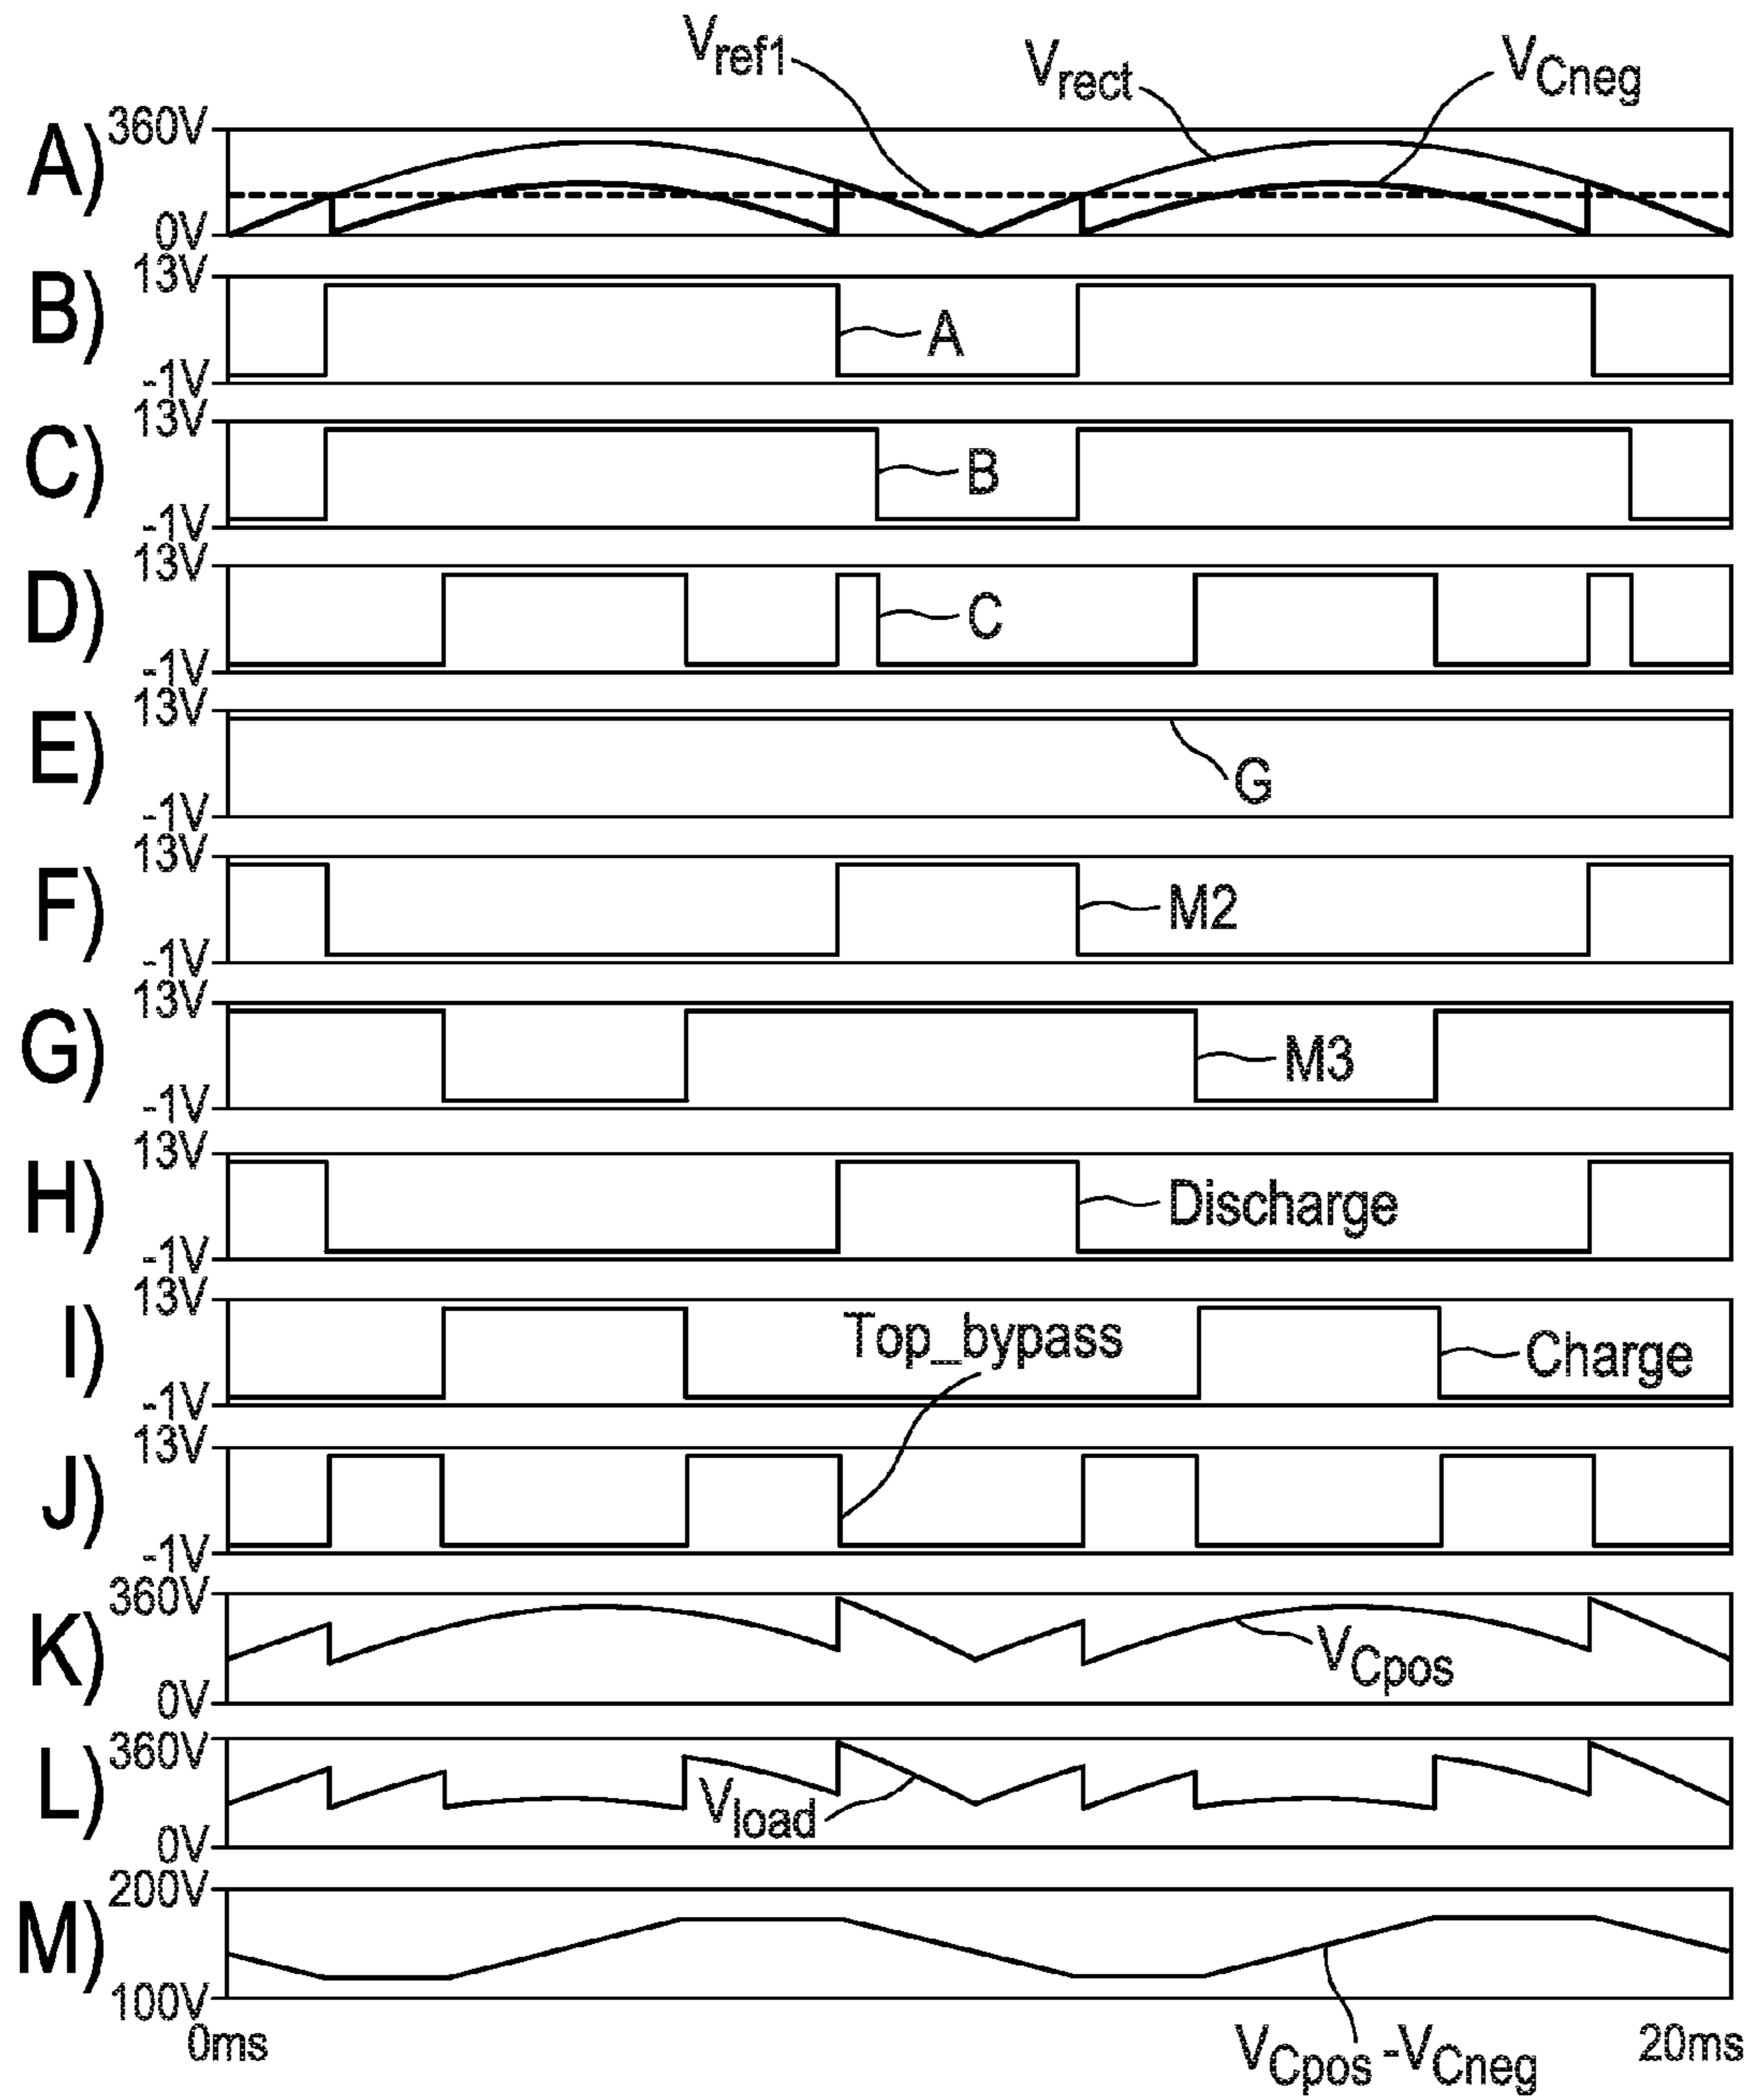 Vref1 Vrect VCneg
A) 360V
0V
B) 13V
A
-1V
C) 13V
B
-1V
D) 13V
C
-1V
E) 13V
G
-1V
F) 13V
M2
-1V
G) 13V
M3
-1V
H) 13V
Discharge
-1V
I) 13V
Top_bypass Charge
-1V
J) 13V
-1V
K) 360V
VCpos
0V
L) 360V
Vload
0V
M) 200V
100V
0ms VCpos-VCneg 20ms